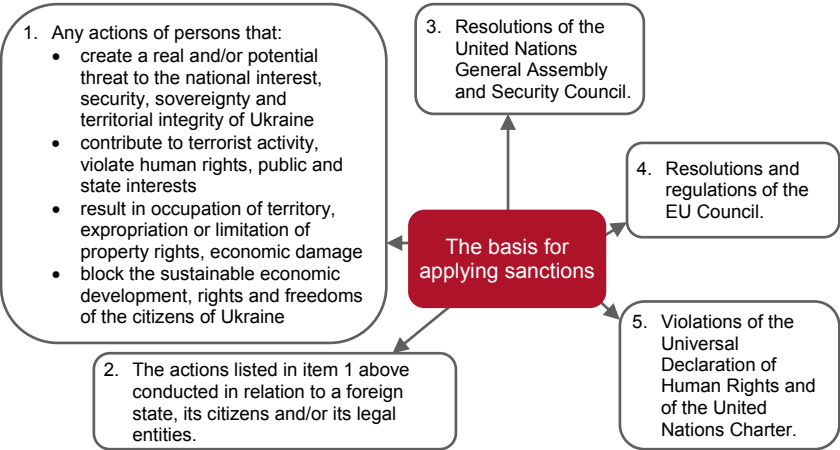 1. Any actions of persons that:
• create a real and/or potential
threat to the national interest,
security, sovereignty and
territorial integrity of Ukraine
• contribute to terrorist activity,
violate human rights, public and
state interests
• result in occupation of territory,
expropriation or limitation of
property rights, economic damage
• block the sustainable economic
development, rights and freedoms
of the citizens of Ukraine
2. The actions listed in item 1 above
conducted in relation to a foreign
state, its citizens and/or its legal
entities.
3. Resolutions of the
United Nations
General Assembly
and Security Council.
The basis for
applying sanctions
4. Resolutions and
regulations of the
EU Council.
5. Violations of the
Universal
Declaration of
Human Rights and
of the United
Nations Charter.